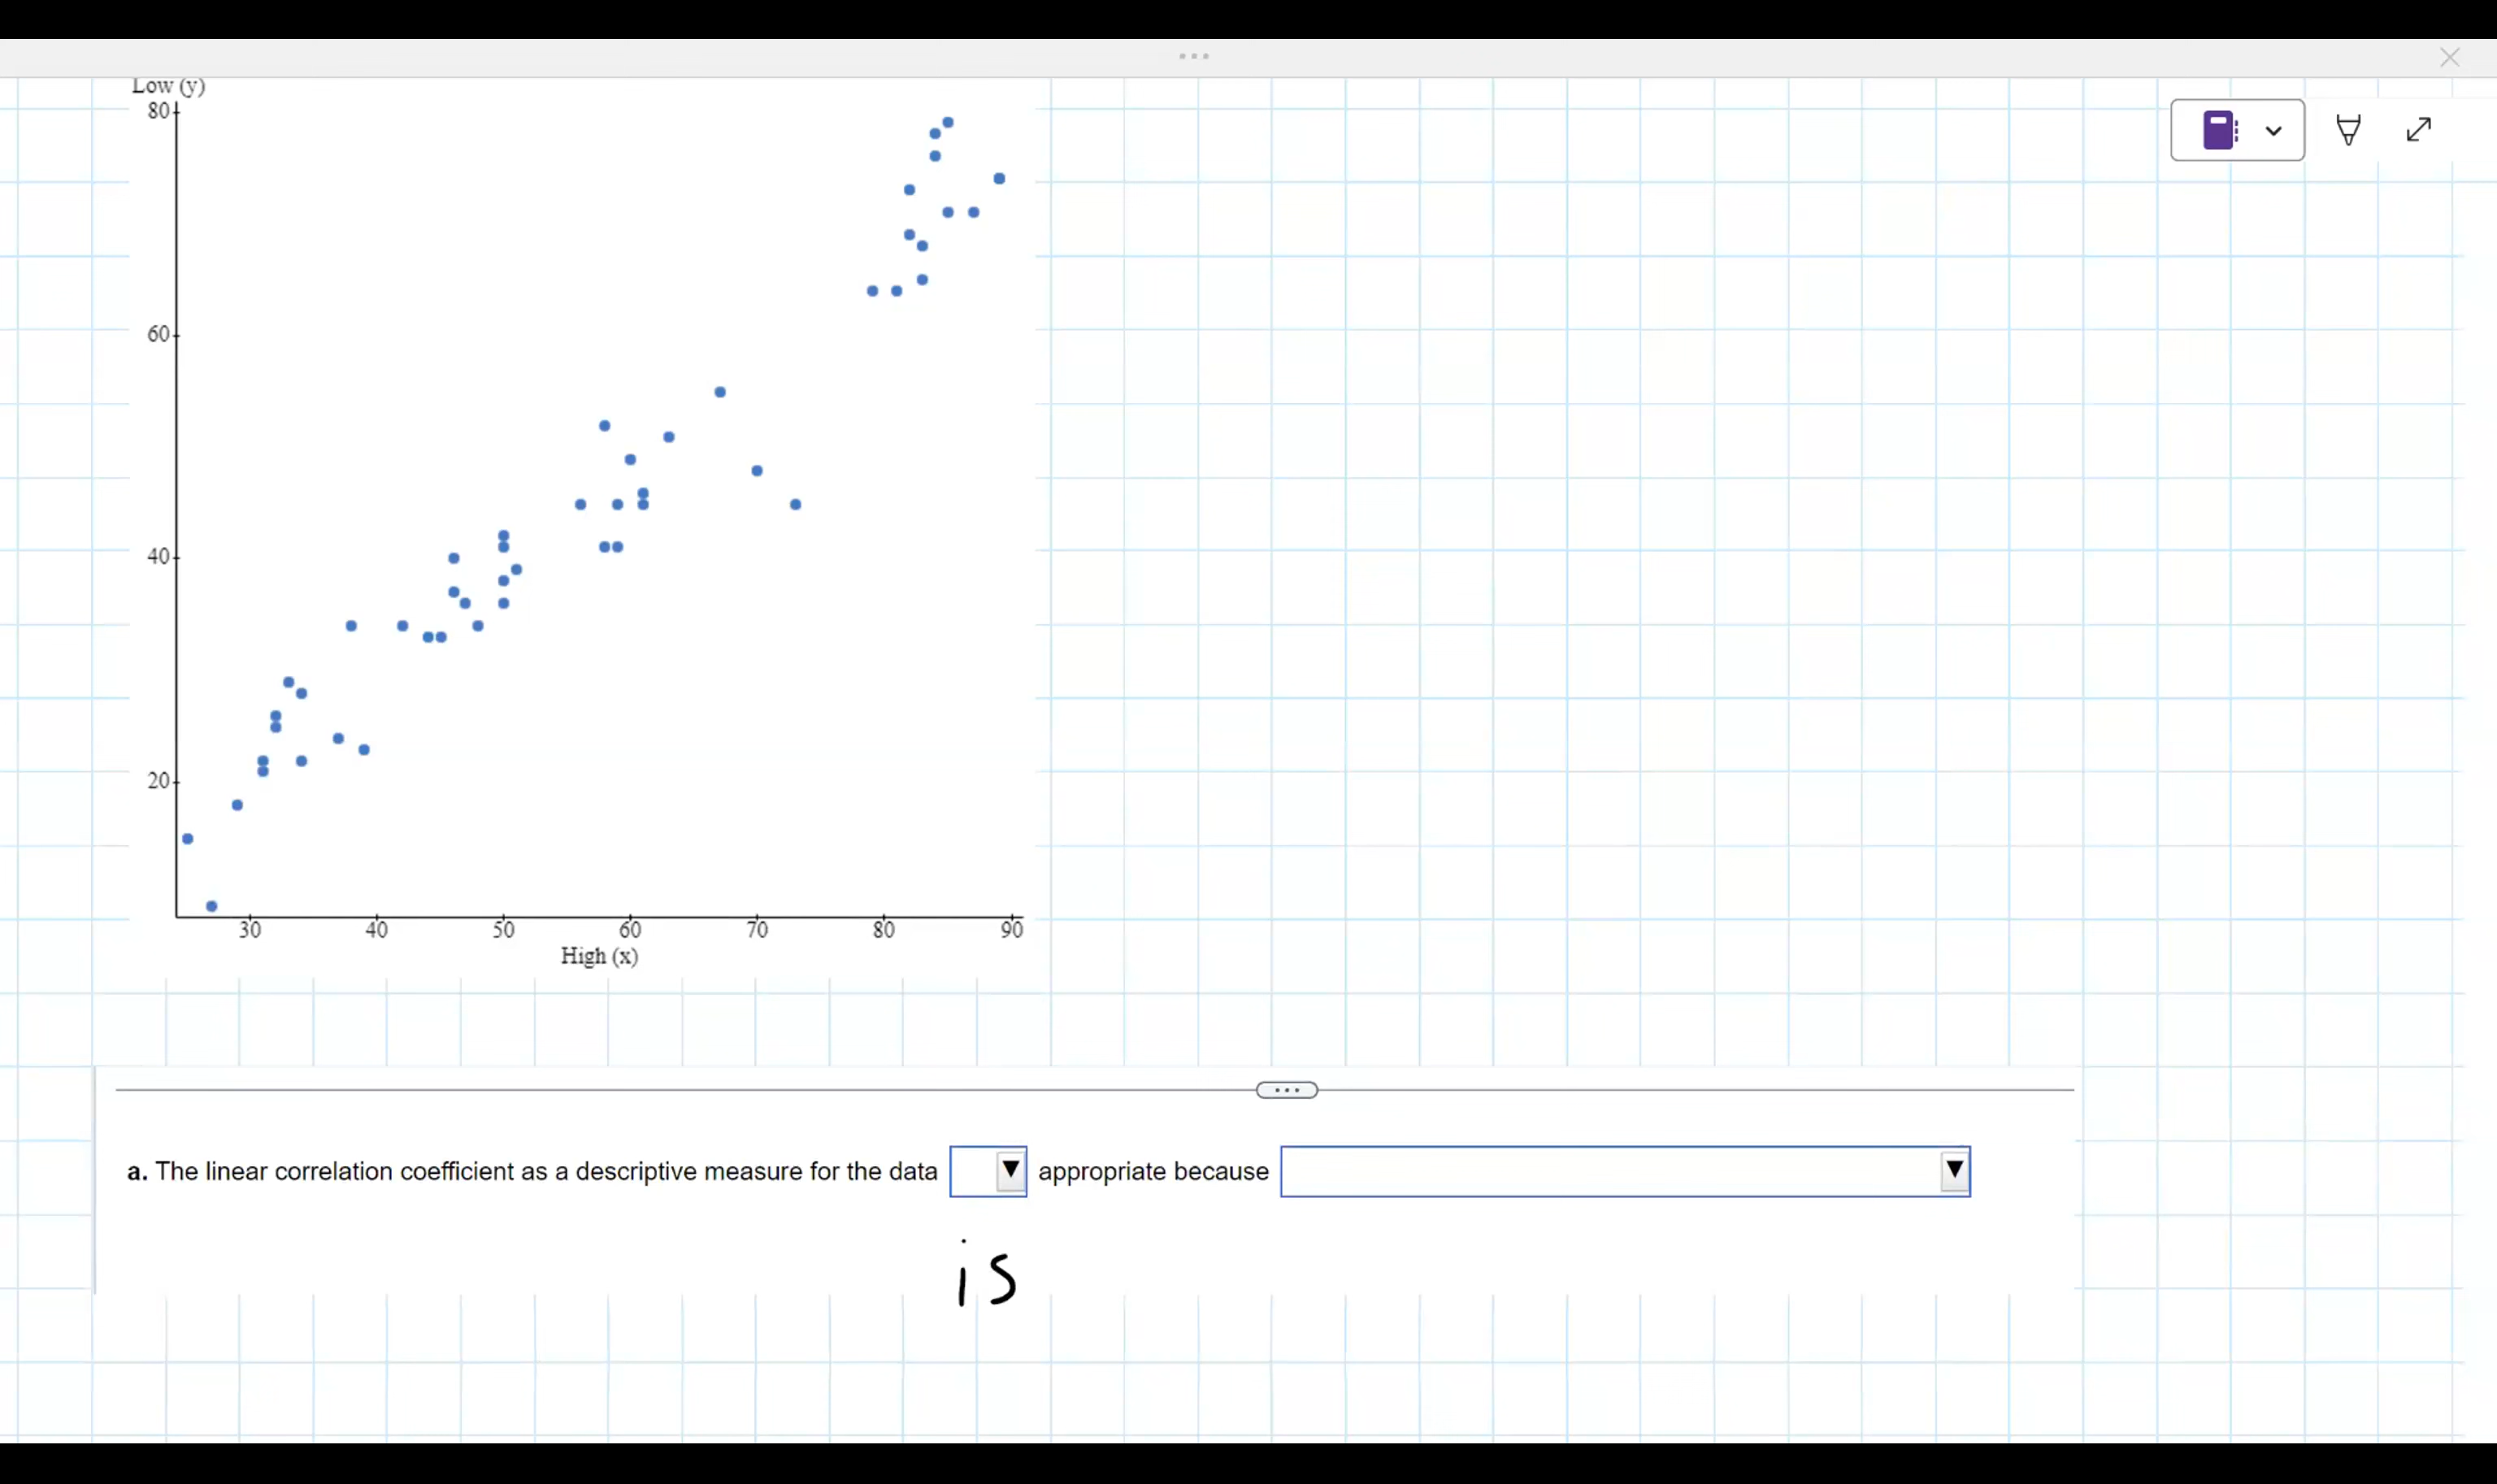 Low (y)
80
60
40
20
30 40 50 60 70 80 90
High (x)
a. The linear correlation coefficient as a descriptive measure for the data appropriate because
is